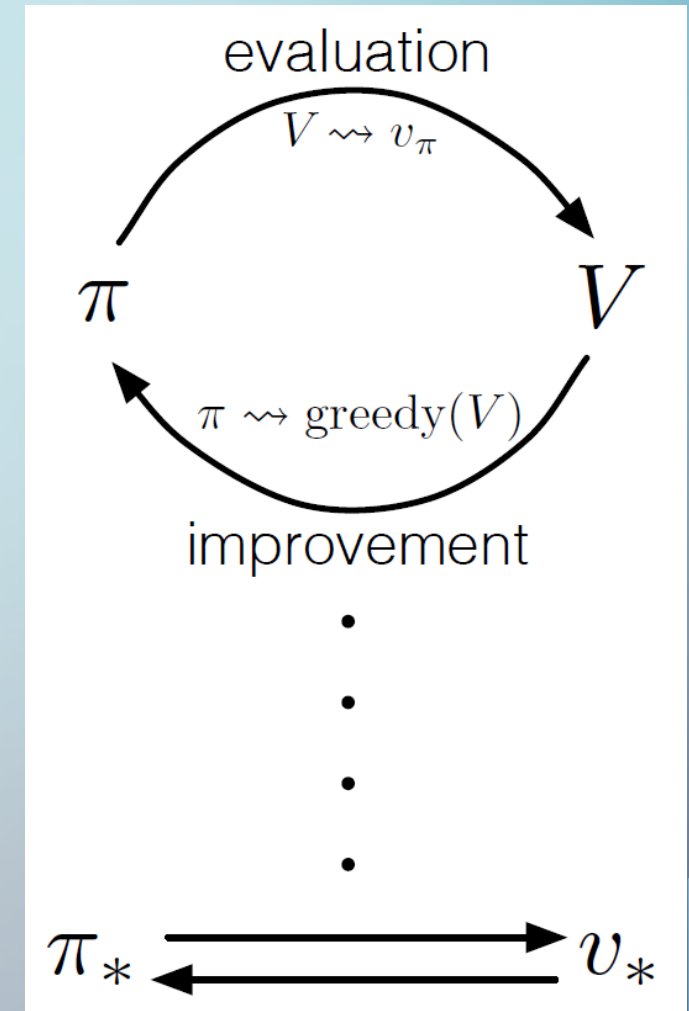 evaluation
V ⇝ v_π
π V
π ⇝ greedy(V)
improvement
π_* v_*